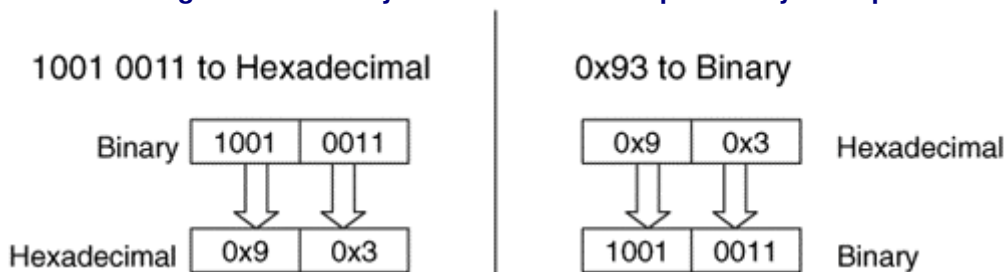 1001 0011 to Hexadecimal
Binary 1001 0011
Hexadecimal 0x9 0x3
0x93 to Binary
0x9 0x3 Hexadecimal
1001 0011 Binary